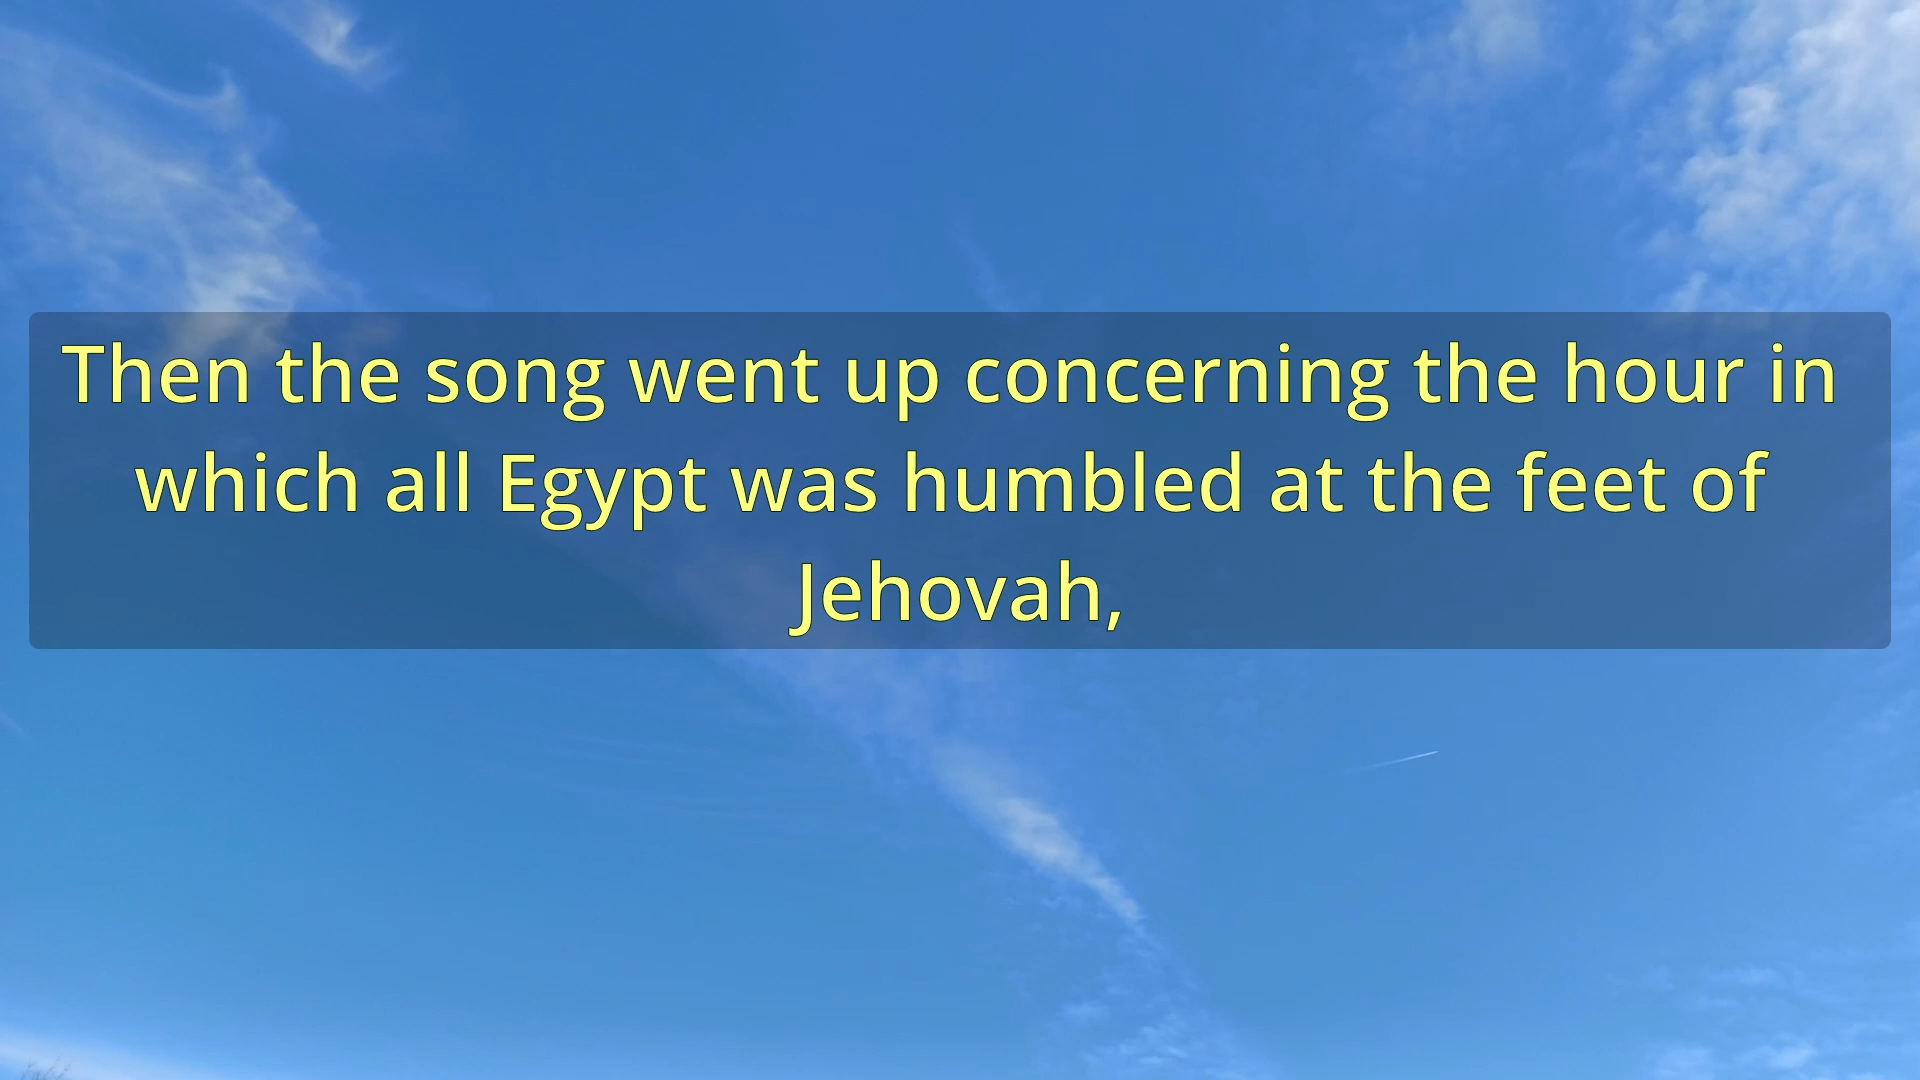 Then the song went up concerning the hour in
which all Egypt was humbled at the feet of
Jehovah,